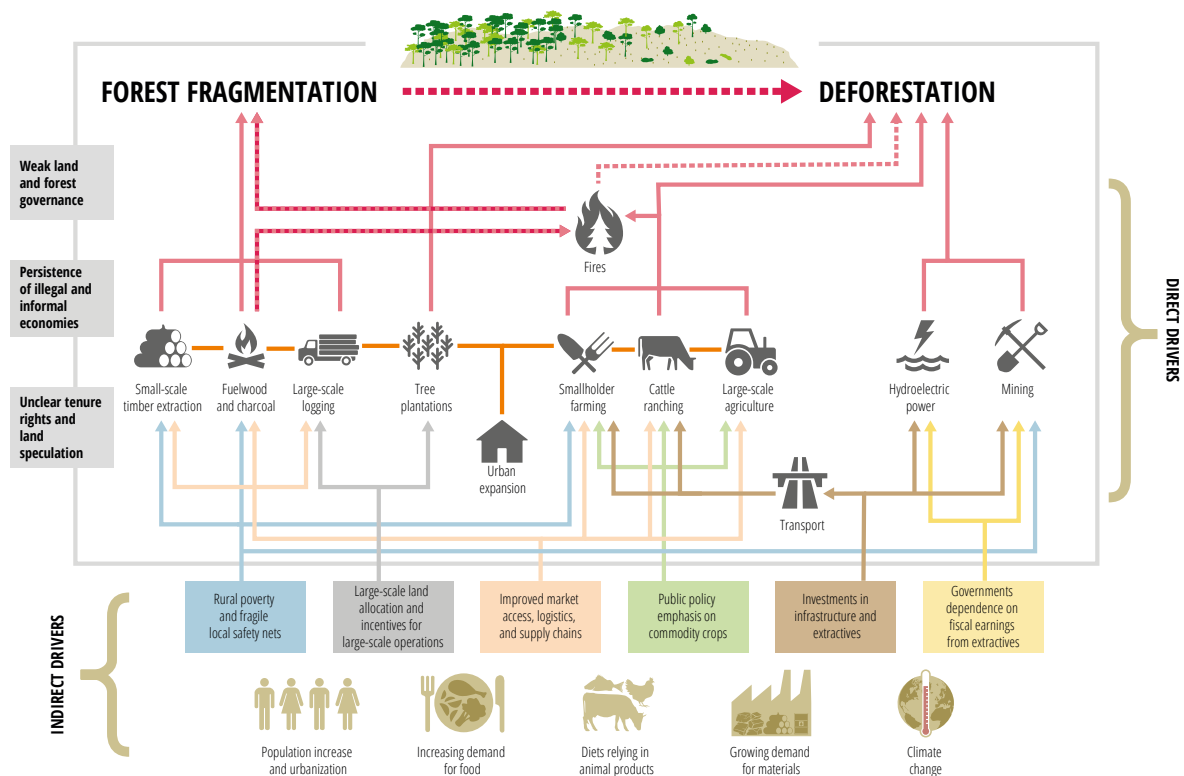 FOREST FRAGMENTATION
DEFORESTATION
Weak land
and forest
governance
Persistence
of illegal and
informal
economies
Unclear tenure
rights and
land
speculation
Fires
Small-scale
timber extraction
Fuelwood
and charcoal
Large-scale
logging
Tree
plantations
Urban
expansion
Smallholder
farming
Cattle
ranching
Large-scale
agriculture
Transport
Hydroelectric
power
Mining
DIRECT DRIVERS
Rural poverty
and fragile
local safety nets
Large-scale land
allocation and
incentives for
large-scale operations
Improved market
access, logistics,
and supply chains
Public policy
emphasis on
commodity crops
Investments in
infrastructure and
extractives
Governments
dependence on
fiscal earnings
from extractives
INDIRECT DRIVERS
Population increase
and urbanization
Increasing demand
for food
Diets relying in
animal products
Growing demand
for materials
Climate
change